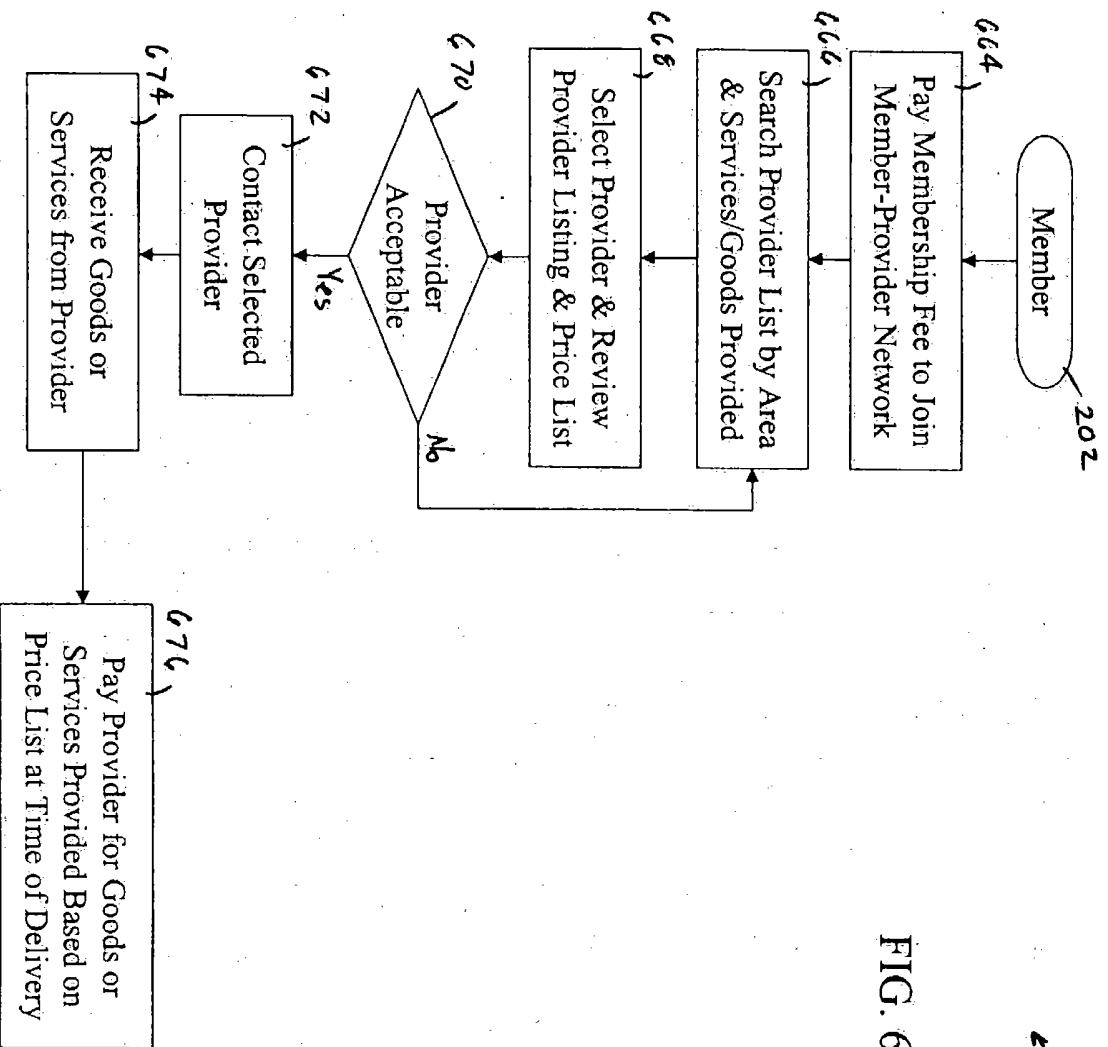 202
Member
664
Pay Membership Fee to Join
Member-Provider Network
666
Search Provider List by Area
& Services/Goods Provided
668
Select Provider & Review
Provider Listing & Price List
670
Provider
Acceptable
No
Yes
672
Contact Selected
Provider
674
Receive Goods or
Services from Provider
676
Pay Provider for Goods or
Services Provided Based on
Price List at Time of Delivery
FIG. 6